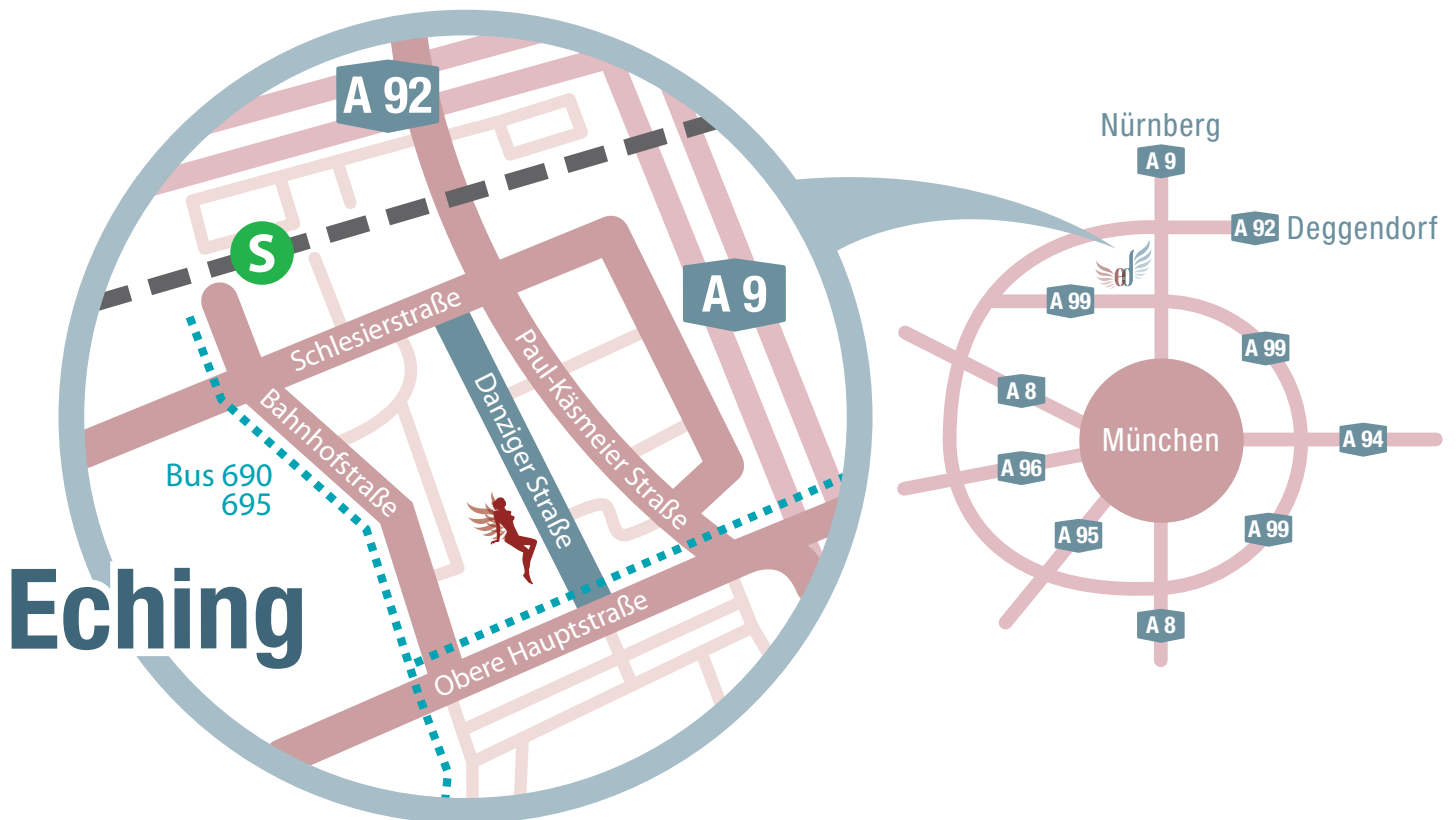 A 92
S
A 9
Schlesierstraße
Paul-Käsmeier Straße
Danziger Straße
Bahnhofstraße
Bus 690
695
Eching
Obere Hauptstraße
Nürnberg
A 9
A 92 Deggendorf
ed
A 99
A 99
A 8
München
A 94
A 96
A 95
A 99
A 8